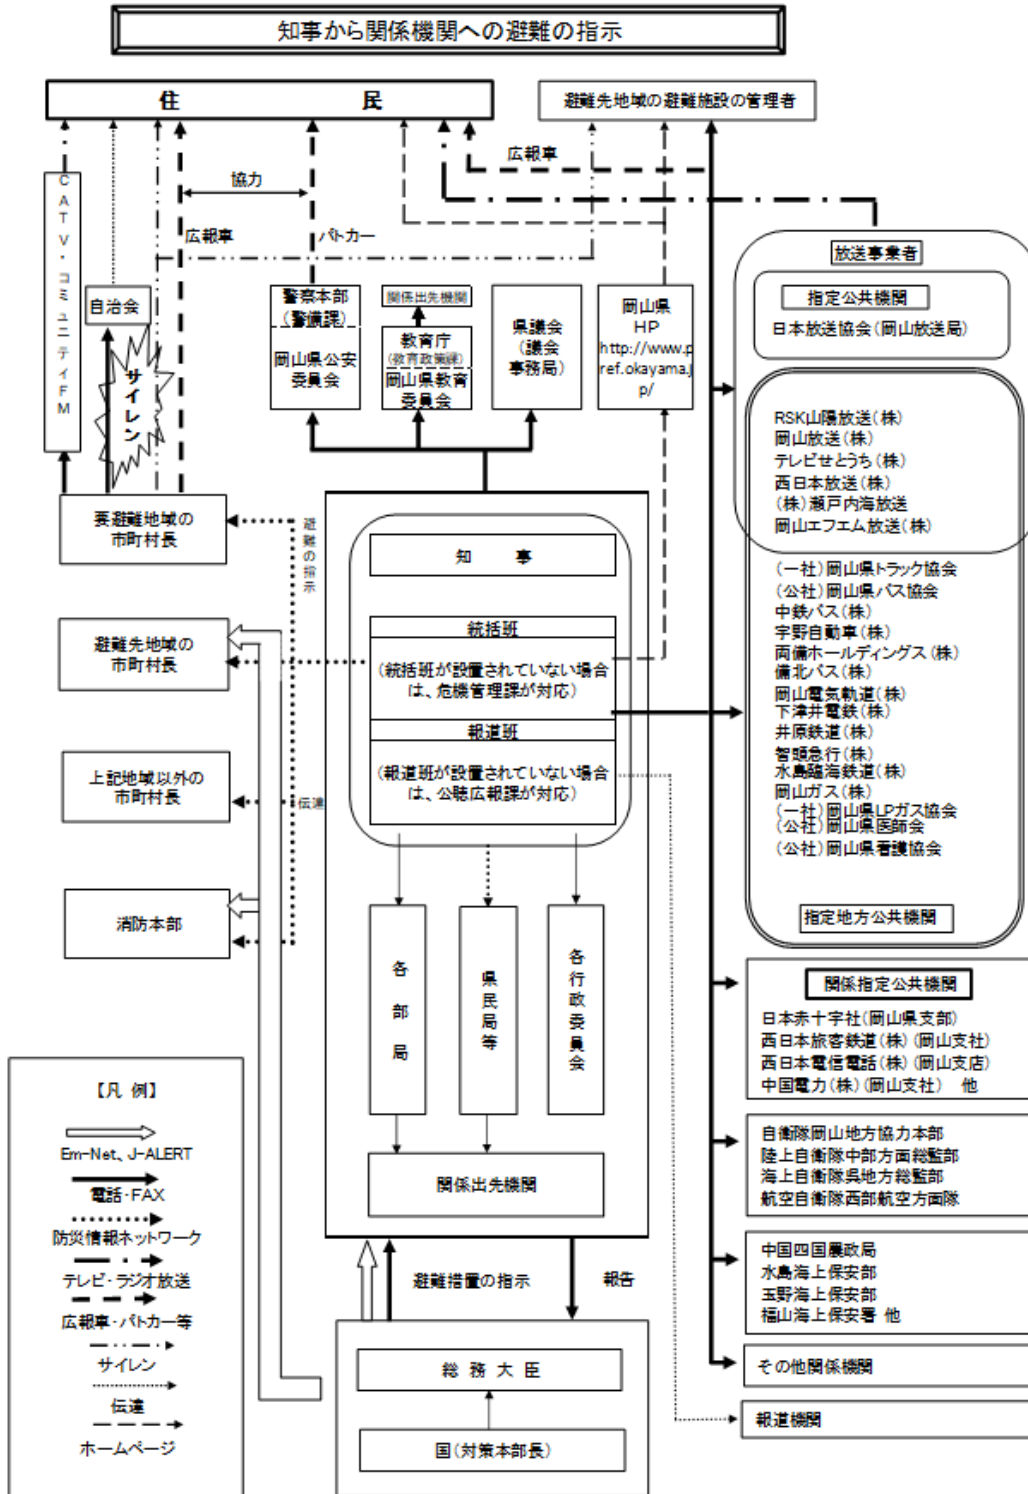 知事から関係機関への避難の指示
住　民
避難先地域の避難施設の管理者
広報車
協力
広報車
パトカー
CATV・コミュニティFM
自治会
サイレン
警察本部
(警備課)
岡山県公安
委員会
関係出先機関
教育庁
(教育政策課)
岡山県教育
委員会
県議会
(議会
事務局)
岡山県
HP
http://www.p
ref.okayama.j
p/
放送事業者
指定公共機関
日本放送協会(岡山放送局)
RSK山陽放送(株)
岡山放送(株)
テレビせとうち(株)
西日本放送(株)
(株)瀬戸内海放送
岡山エフエム放送(株)
(一社)岡山県トラック協会
(公社)岡山県バス協会
中鉄バス(株)
宇野自動車(株)
両備ホールディングス(株)
備北バス(株)
岡山電気軌道(株)
下津井電鉄(株)
井原鉄道(株)
智頭急行(株)
水島臨海鉄道(株)
岡山ガス(株)
(一社)岡山県LPガス協会
(公社)岡山県医師会
(公社)岡山県看護協会
指定地方公共機関
要避難地域の
市町村長
避難の指示
避難先地域の
市町村長
上記地域以外の
市町村長
伝達
消防本部
知　事
統括班
(統括班が設置されていない場合
は、危機管理課が対応)
報道班
(報道班が設置されていない場合
は、公聴広報課が対応)
各部局
県民局等
各行政委員会
関係出先機関
関係指定公共機関
日本赤十字社(岡山県支部)
西日本旅客鉄道(株)(岡山支社)
西日本電信電話(株)(岡山支店)
中国電力(株)(岡山支社)　他
自衛隊岡山地方協力本部
陸上自衛隊中部方面総監部
海上自衛隊呉地方総監部
航空自衛隊西部航空方面隊
中国四国農政局
水島海上保安部
玉野海上保安部
福山海上保安署 他
その他関係機関
報道機関
避難措置の指示
報告
総務大臣
国(対策本部長)
【凡 例】
Em-Net、J-ALERT
電話・FAX
防災情報ネットワーク
テレビ・ラジオ放送
広報車・パトカー等
サイレン
伝達
ホームページ